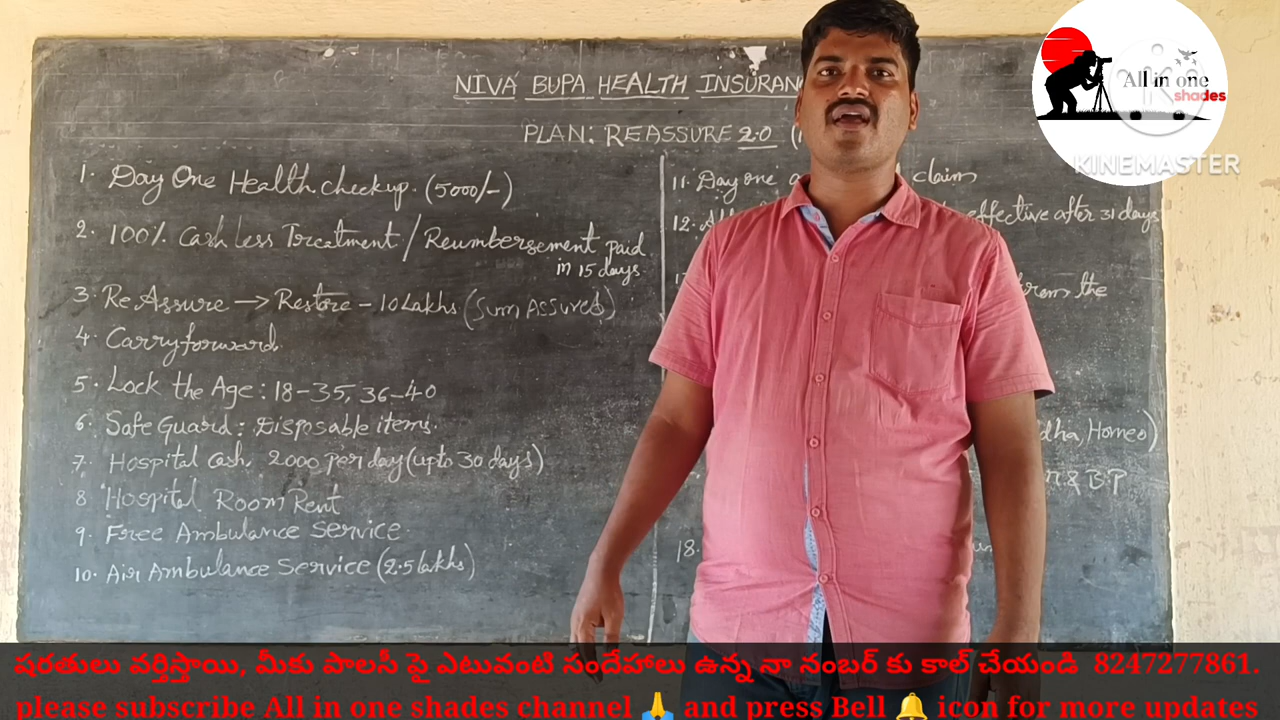 NIVA BUPA HEALTH INSURAN
PLAN: REASSURE 2.0 (
1. Day One Health checkup. (5000/-)
2. 100% Cash less Treatment / Reumbersement paid
in 15 days.
3. Re Assure → Restore - 10 Lakhs (Sum Assured)
4. Carryforward.
5. Lock the Age: 18-35, 36-40
6. Safe Guard: Disposable items.
7. Hospital Cash. 2000 per day (upto 30 days)
8 Hospital Room Rent
9. Free Ambulance Service.
10. Air Ambulance Service (2.5 lakhs)
11. Day one claim
12. effective after 31 days
from the
dha, Homeo)
& B.P
18.
All in one
shades
KINEMASTER
షరతులు వర్తిస్తాయి, మీకు పాలసీ పై ఎటువంటి సందేహాలు ఉన్న నా నంబర్ కు కాల్ చేయండి 8247277861.
please subscribe All in one shades channel 🙏 and press Bell 🔔 icon for more updates